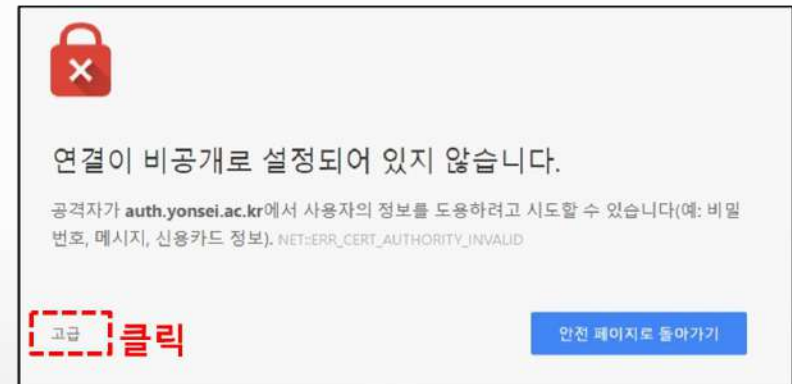 연결이 비공개로 설정되어 있지 않습니다.
공격자가 auth.yonsei.ac.kr에서 사용자의 정보를 도용하려고 시도할 수 있습니다(예: 비밀
번호, 메시지, 신용카드 정보). NET::ERR_CERT_AUTHORITY_INVALID
고급 클릭 안전 페이지로 돌아가기